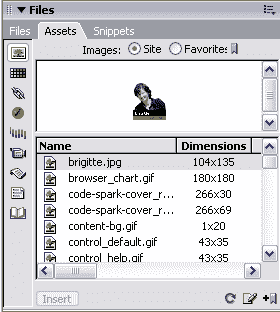 Files
Files Assets Snippets
Images: Site Favorites
Name Dimensions
brigitte.jpg 104x135
browser_chart.gif 180x180
code-spark-cover_r... 266x30
code-spark-cover_r... 266x69
content-bg.gif 1x20
control_default.gif 43x35
control_help.gif 43x35
Insert